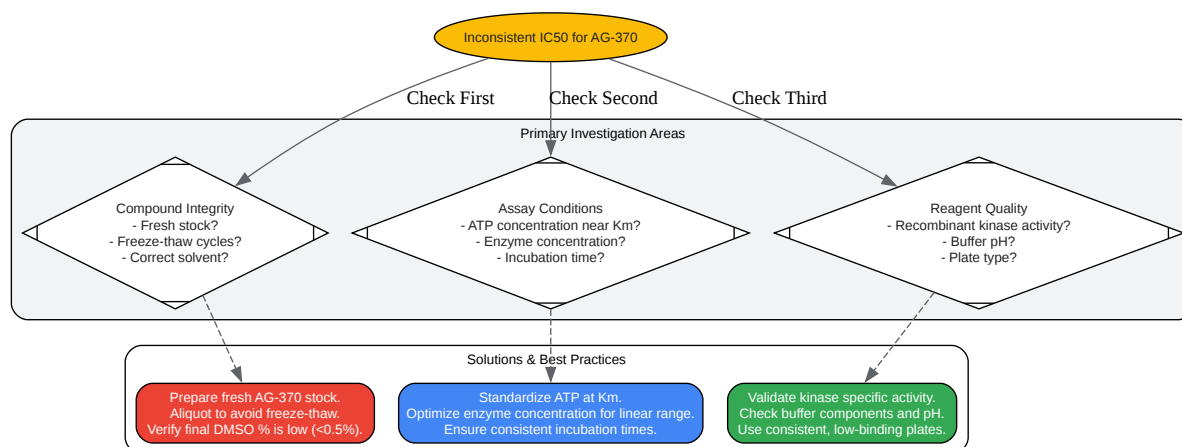 Inconsistent IC50 for AG-370
Check First
Check Second
Check Third
Primary Investigation Areas
Compound Integrity
- Fresh stock?
- Freeze-thaw cycles?
- Correct solvent?
Assay Conditions
- ATP concentration near Km?
- Enzyme concentration?
- Incubation time?
Reagent Quality
- Recombinant kinase activity?
- Buffer pH?
- Plate type?
Solutions & Best Practices
Prepare fresh AG-370 stock.
Aliquot to avoid freeze-thaw.
Verify final DMSO % is low (<0.5%).
Standardize ATP at Km.
Optimize enzyme concentration for linear range.
Ensure consistent incubation times.
Validate kinase specific activity.
Check buffer components and pH.
Use consistent, low-binding plates.